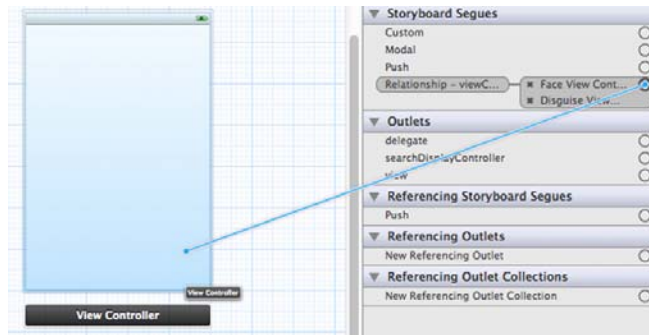 View Controller
View Controller
Storyboard Segues
Custom
Modal
Push
Relationship - viewC...
Face View Cont...
Disguise View...
Outlets
delegate
searchDisplayController
view
Referencing Storyboard Segues
Push
Referencing Outlets
New Referencing Outlet
Referencing Outlet Collections
New Referencing Outlet Collection